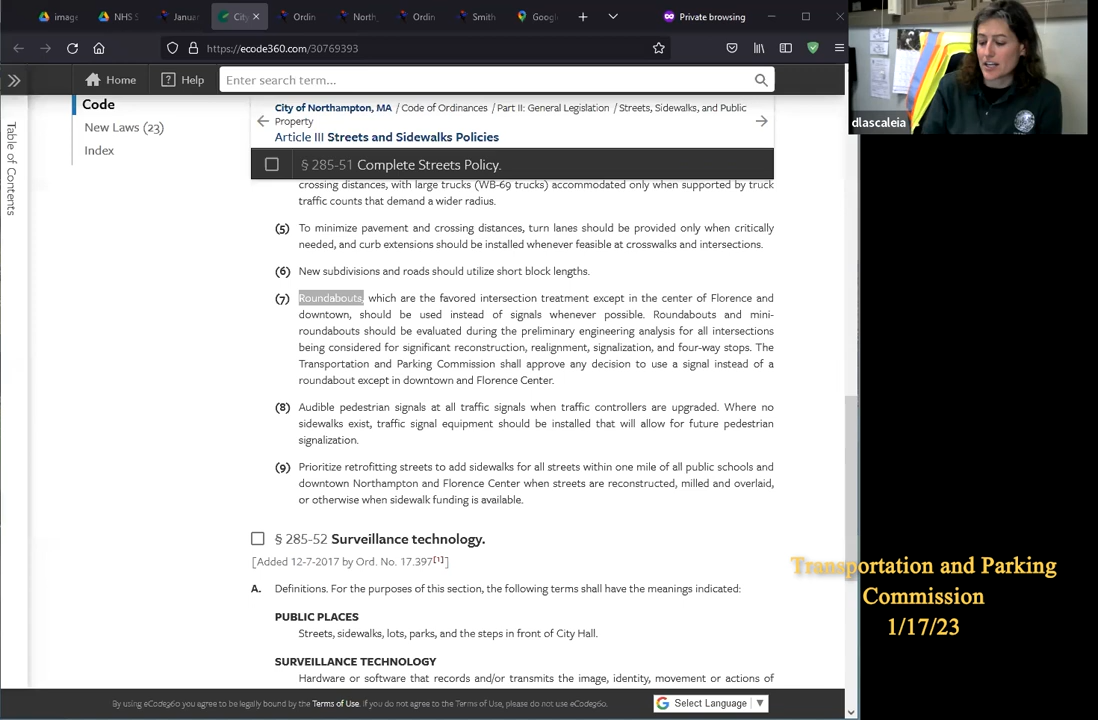 image
NHS S
Januar
City
Ordin
North_
Ordin
Smith
Googl
Private browsing
https://ecode360.com/30769393
Home
Help
Enter search term...
dlascaleia
Table of Contents
Code
New Laws (23)
Index
City of Northampton, MA / Code of Ordinances / Part II: General Legislation / Streets, Sidewalks, and Public
Property
Article III Streets and Sidewalks Policies
§ 285-51 Complete Streets Policy.
crossing distances, with large trucks (WB-69 trucks) accommodated only when supported by truck
traffic counts that demand a wider radius.
(5) To minimize pavement and crossing distances, turn lanes should be provided only when critically
needed, and curb extensions should be installed whenever feasible at crosswalks and intersections.
(6) New subdivisions and roads should utilize short block lengths.
(7) Roundabouts, which are the favored intersection treatment except in the center of Florence and
downtown, should be used instead of signals whenever possible. Roundabouts and mini-
roundabouts should be evaluated during the preliminary engineering analysis for all intersections
being considered for significant reconstruction, realignment, signalization, and four-way stops. The
Transportation and Parking Commission shall approve any decision to use a signal instead of a
roundabout except in downtown and Florence Center.
(8) Audible pedestrian signals at all traffic signals when traffic controllers are upgraded. Where no
sidewalks exist, traffic signal equipment should be installed that will allow for future pedestrian
signalization.
(9) Prioritize retrofitting streets to add sidewalks for all streets within one mile of all public schools and
downtown Northampton and Florence Center when streets are reconstructed, milled and overlaid,
or otherwise when sidewalk funding is available.
§ 285-52 Surveillance technology.
[Added 12-7-2017 by Ord. No. 17.397[1]]
A. Definitions. For the purposes of this section, the following terms shall have the meanings indicated:
PUBLIC PLACES
Streets, sidewalks, lots, parks, and the steps in front of City Hall.
SURVEILLANCE TECHNOLOGY
Hardware or software that records and/or transmits the image, identity, movement or actions of
By using eCode360 you agree to be legally bound by the Terms of Use. If you do not agree to the Terms of Use, please do not use eCode360.
Select Language
Transportation and Parking
Commission
1/17/23